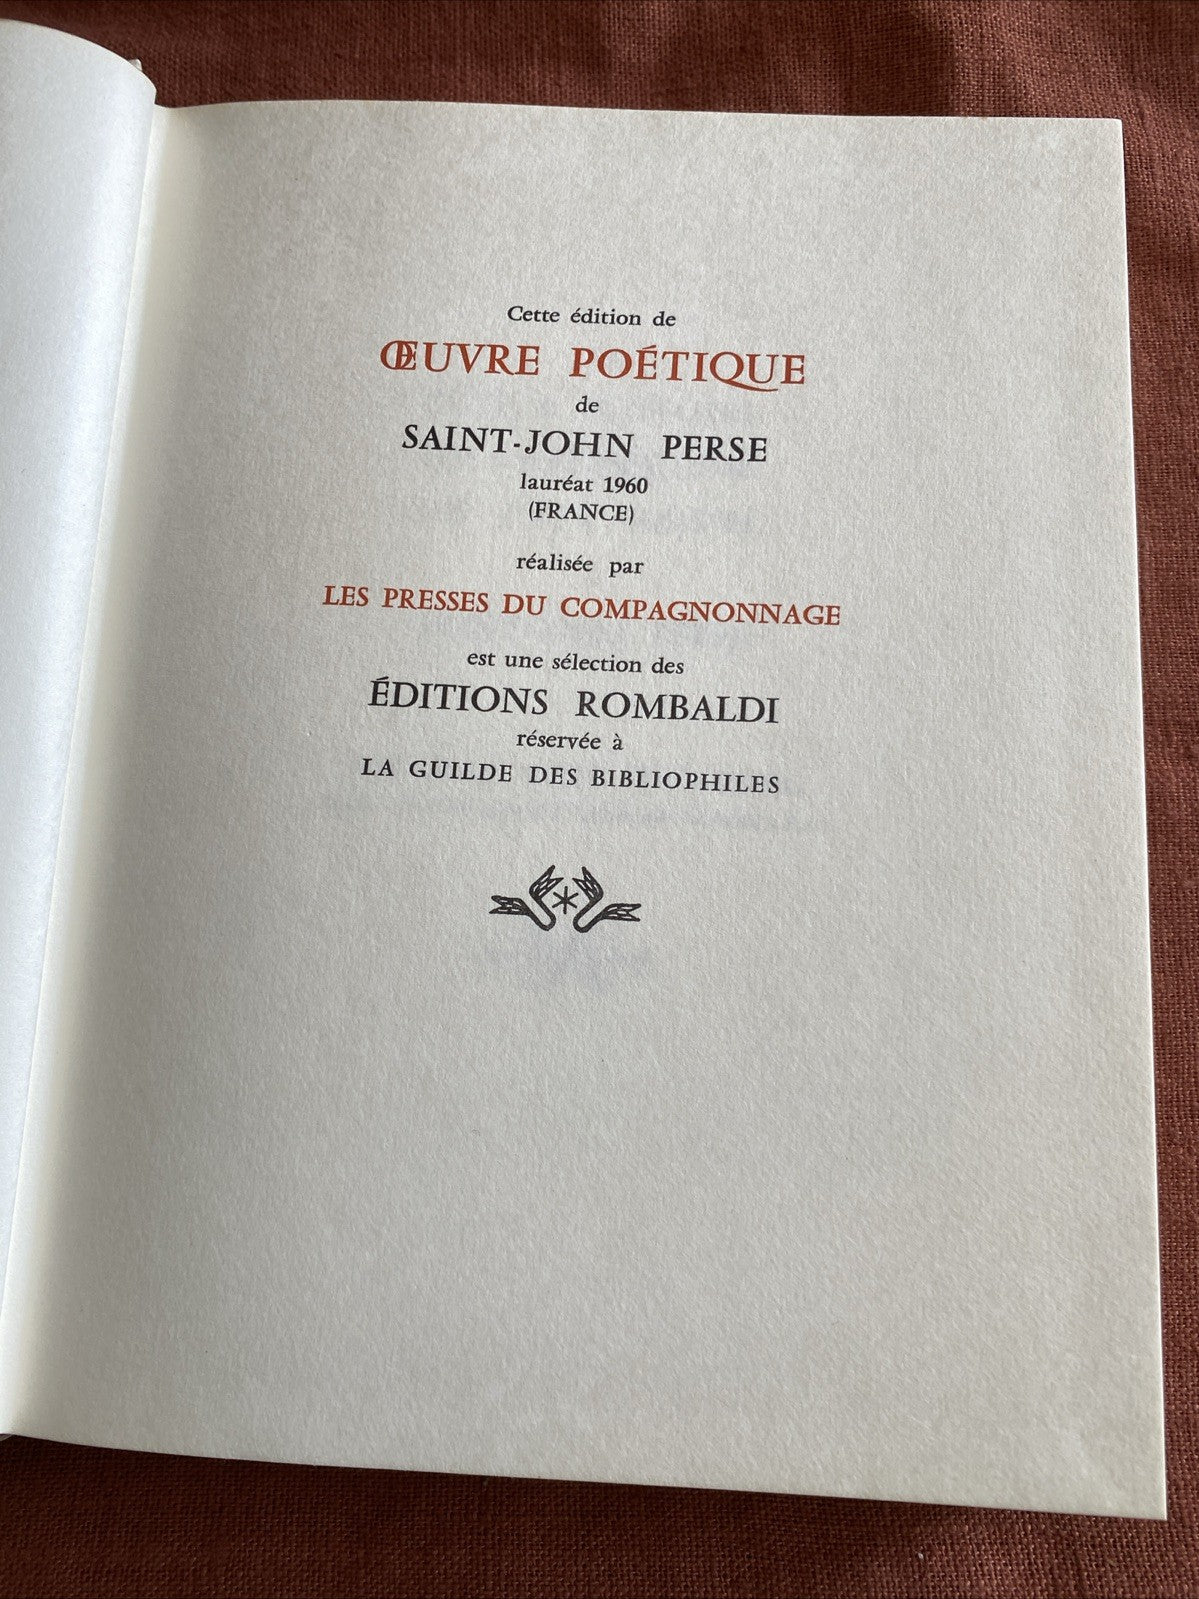 Cette édition de
ŒUVRE POÉTIQUE
de
SAINT-JOHN PERSE
lauréat 1960
(FRANCE)
réalisée par
LES PRESSES DU COMPAGNONNAGE
est une sélection des
ÉDITIONS ROMBALDI
réservée à
LA GUILDE DES BIBLIOPHILES